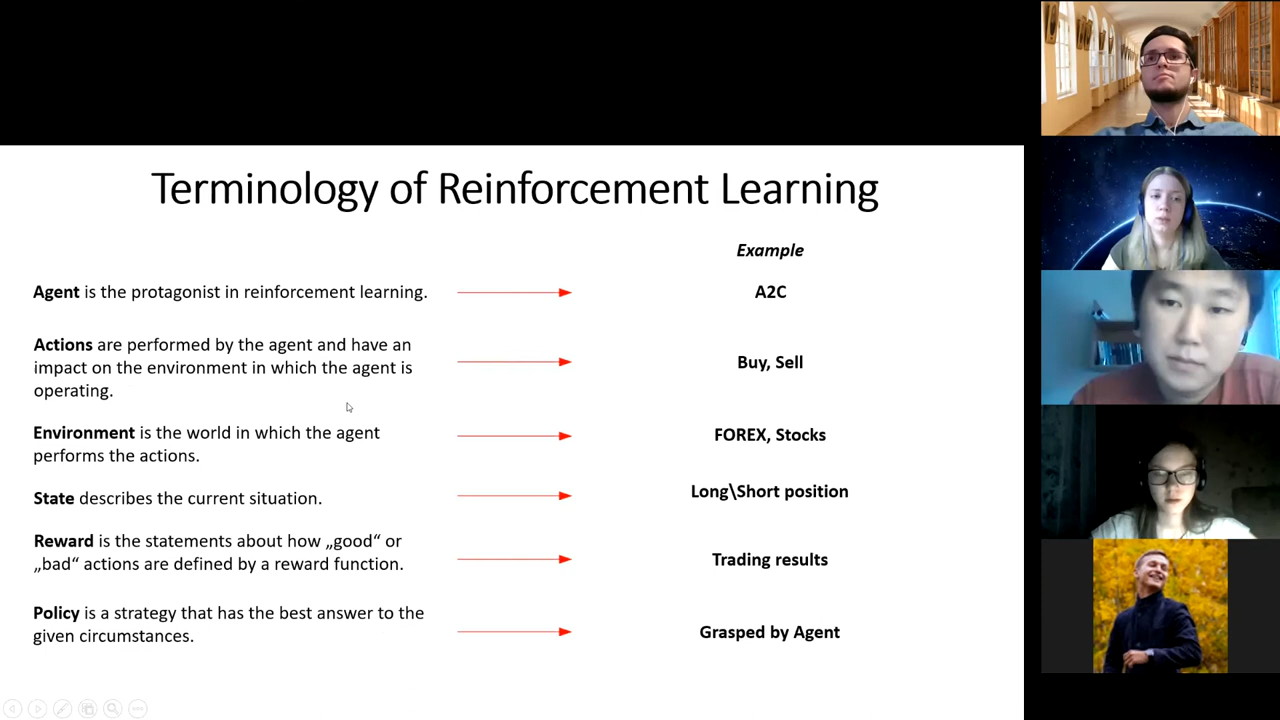 Terminology of Reinforcement Learning
Example
Agent is the protagonist in reinforcement learning.
A2C
Actions are performed by the agent and have an
impact on the environment in which the agent is
operating.
Buy, Sell
Environment is the world in which the agent
performs the actions.
FOREX, Stocks
State describes the current situation.
Long\Short position
Reward is the statements about how „good“ or
„bad“ actions are defined by a reward function.
Trading results
Policy is a strategy that has the best answer to the
given circumstances.
Grasped by Agent